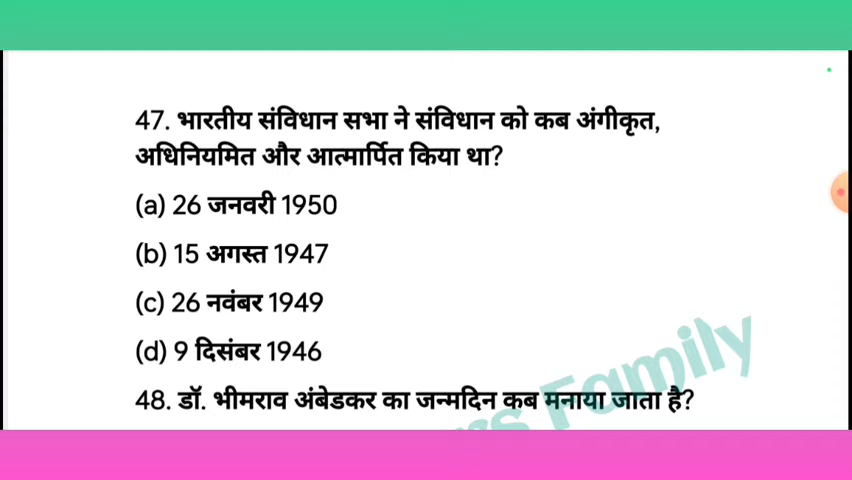 47. भारतीय संविधान सभा ने संविधान को कब अंगीकृत,
अधिनियमित और आत्मार्पित किया था?
(a) 26 जनवरी 1950
(b) 15 अगस्त 1947
(c) 26 नवंबर 1949
(d) 9 दिसंबर 1946
48. डॉ. भीमराव अंबेडकर का जन्मदिन कब मनाया जाता है?
Family